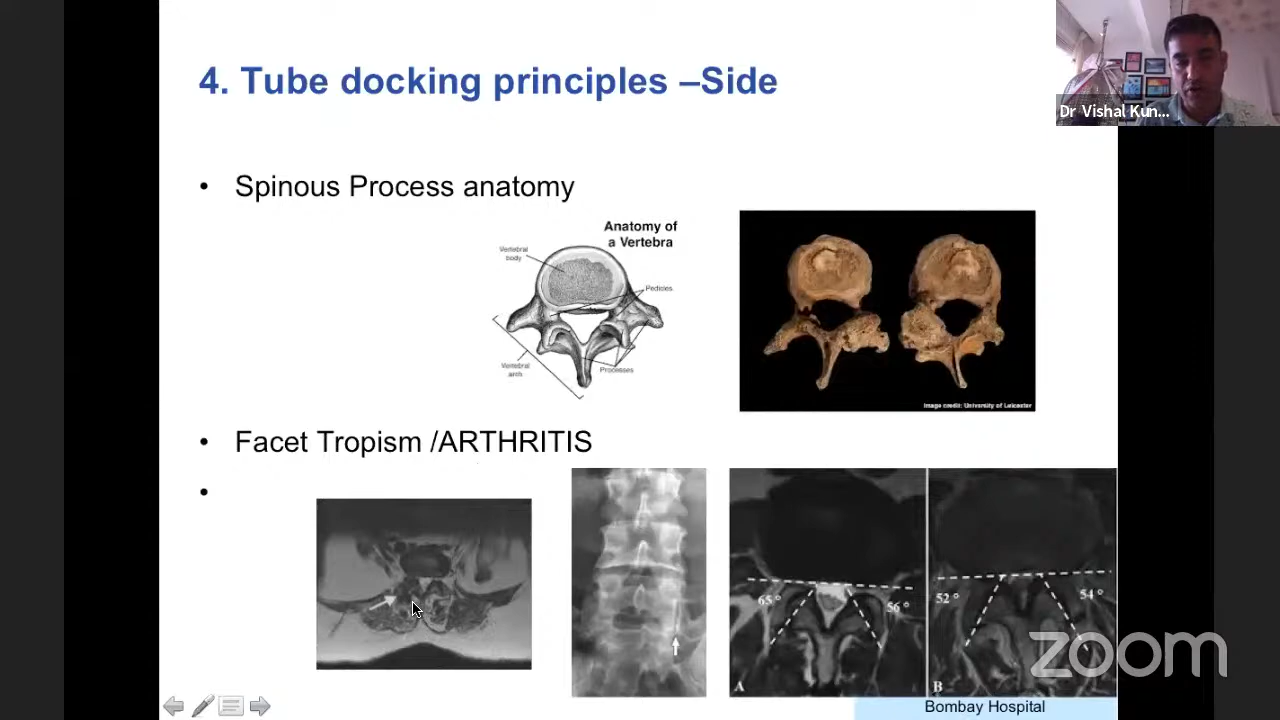 4. Tube docking principles –Side
Dr Vishal Kun...
• Spinous Process anatomy
Anatomy of
a Vertebra
Vertebral
body
Pedicles
Vertebral
arch
Processes
Image credit: University of Leicester
• Facet Tropism /ARTHRITIS
•
65°
56°
52°
54°
A
B
zoom
Bombay Hospital